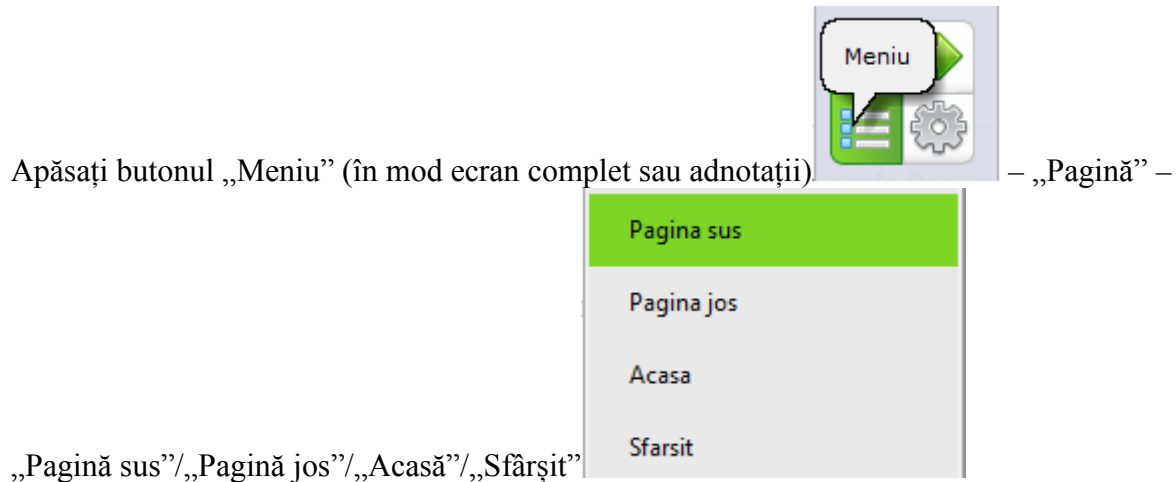 Meniu
Apăsați butonul „Meniu” (în mod ecran complet sau adnotații) – „Pagină” –
Pagina sus
Pagina jos
Acasa
Sfarsit
„Pagină sus”/„Pagină jos”/„Acasă”/„Sfârșit”